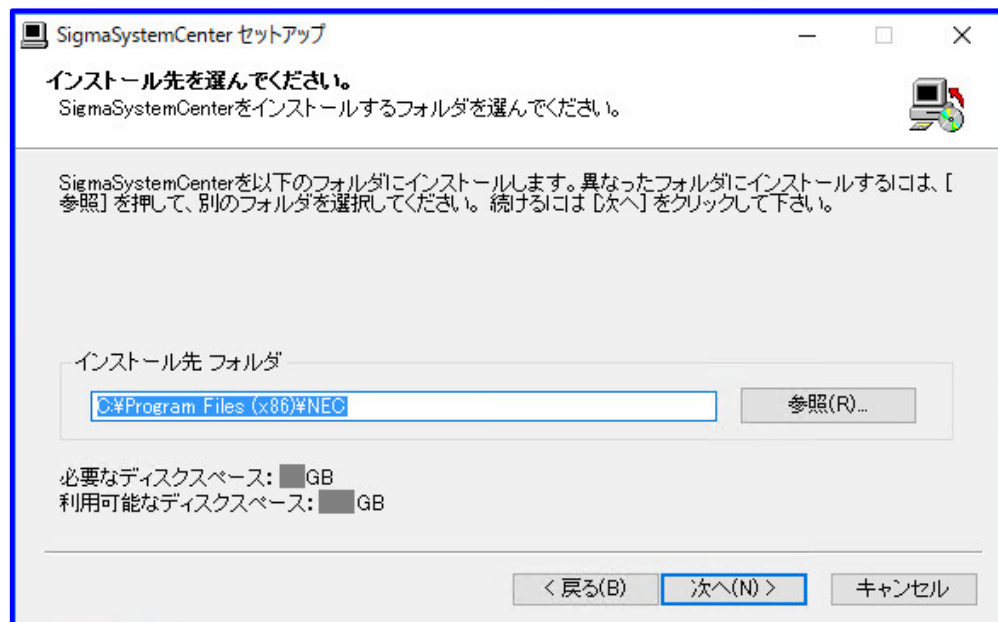 SigmaSystemCenter セットアップ
インストール先を選んでください。
SigmaSystemCenterをインストールするフォルダを選んでください。
SigmaSystemCenterを以下のフォルダにインストールします。異なったフォルダにインストールするには、[
参照] を押して、別のフォルダを選択してください。 続けるには [次へ] をクリックして下さい。
インストール先 フォルダ
C:¥Program Files (x86)¥NEC
参照(R)...
必要なディスクスペース: GB
利用可能なディスクスペース: GB
< 戻る(B)
次へ(N) >
キャンセル